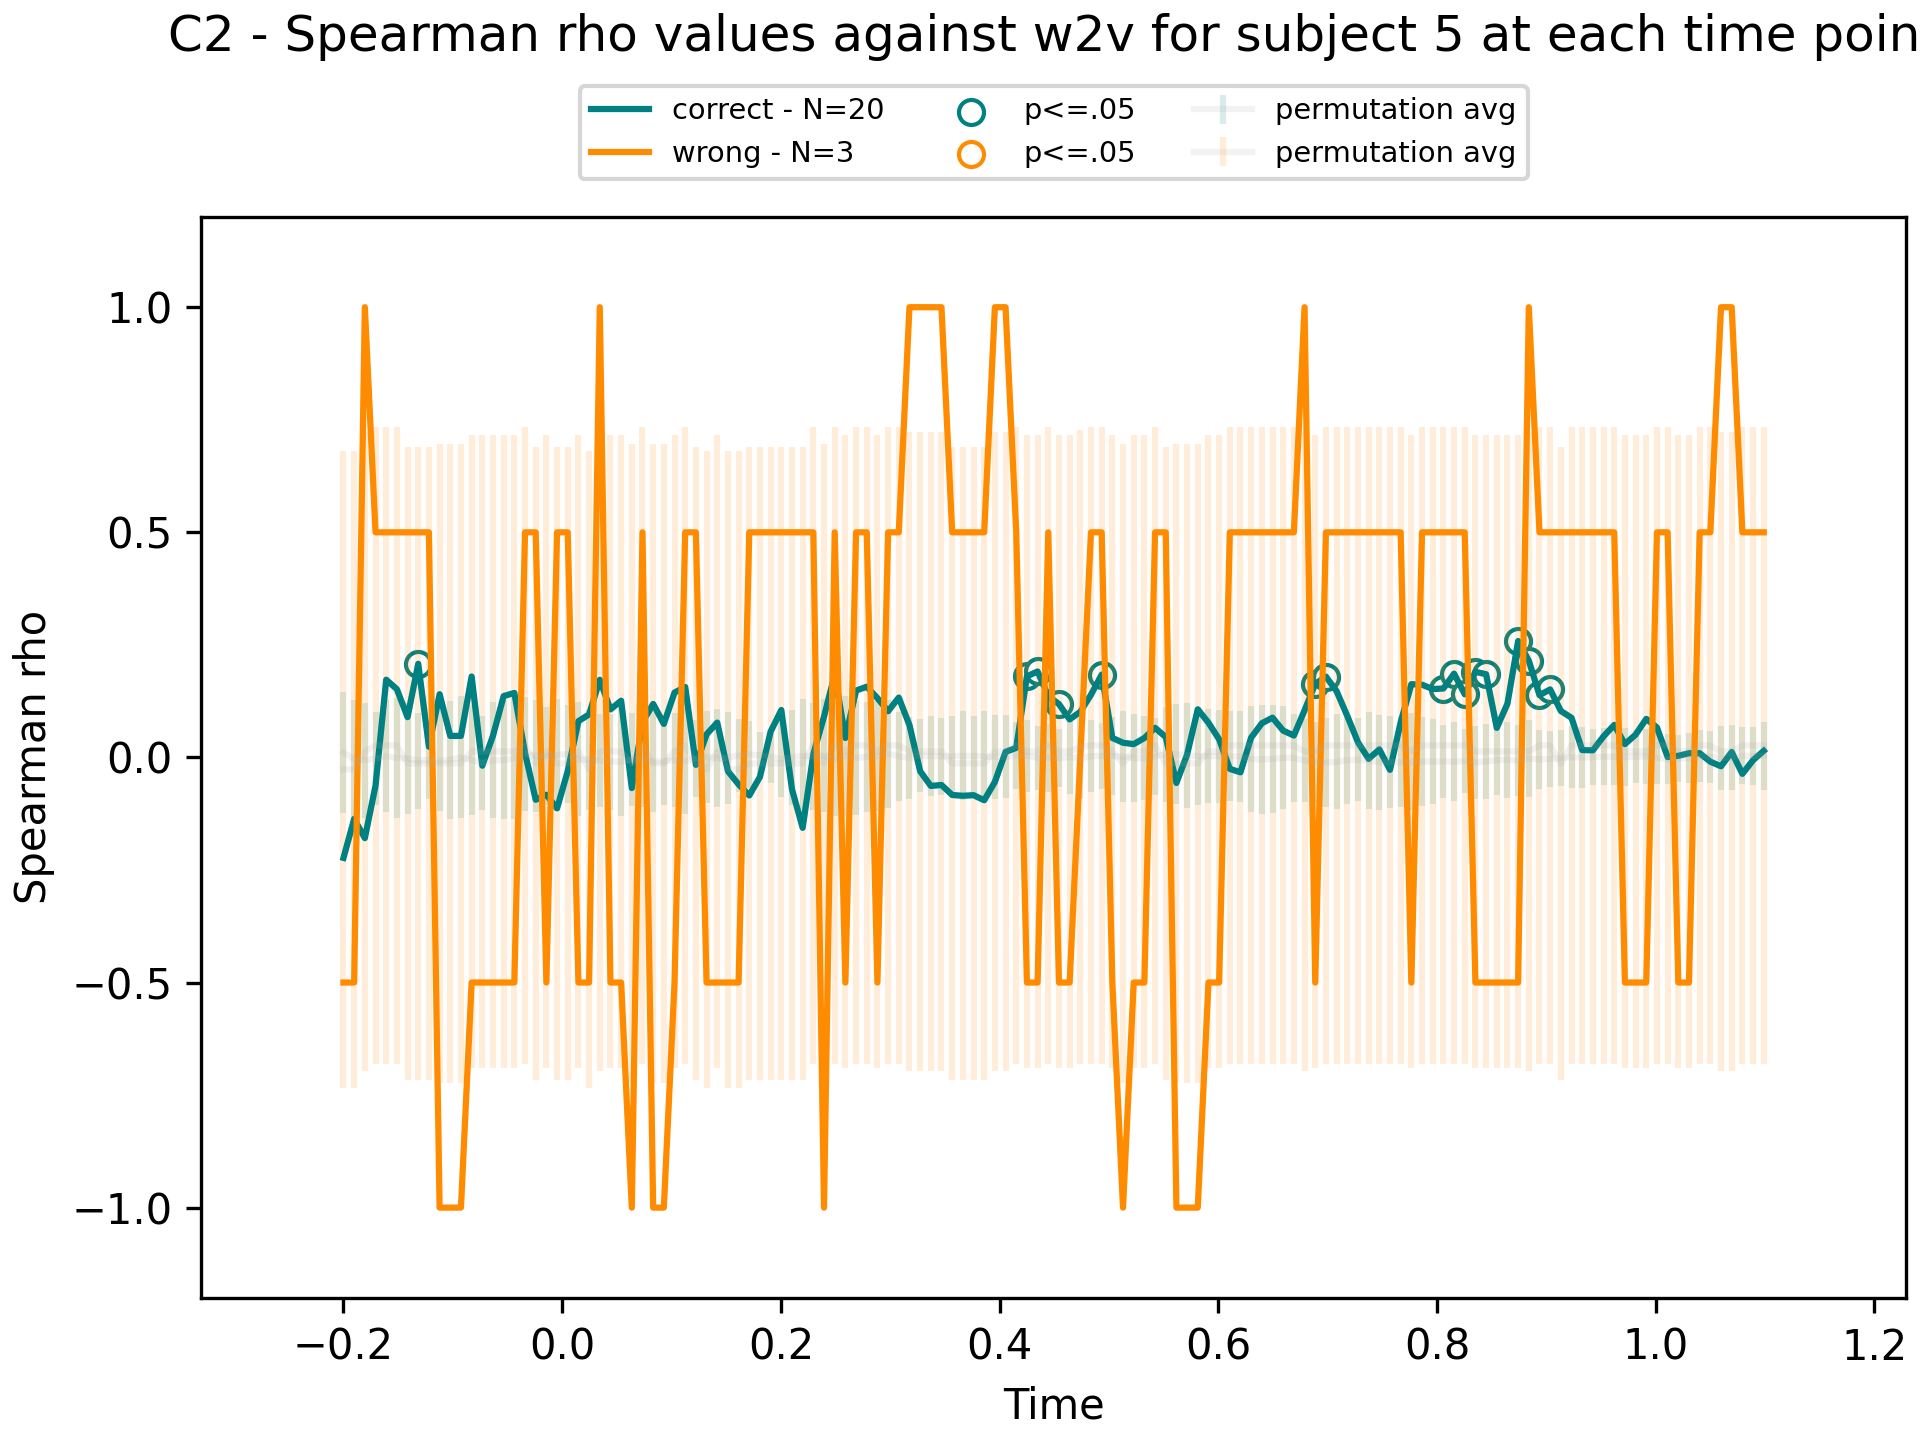 C2 - Spearman rho values against w2v for subject 5 at each time poin
correct - N=20
wrong - N=3
p<=.05
p<=.05
permutation avg
permutation avg
1.0
0.5
0.0
−0.5
−1.0
Spearman rho
−0.2 0.0 0.2 0.4 0.6 0.8 1.0 1.2
Time